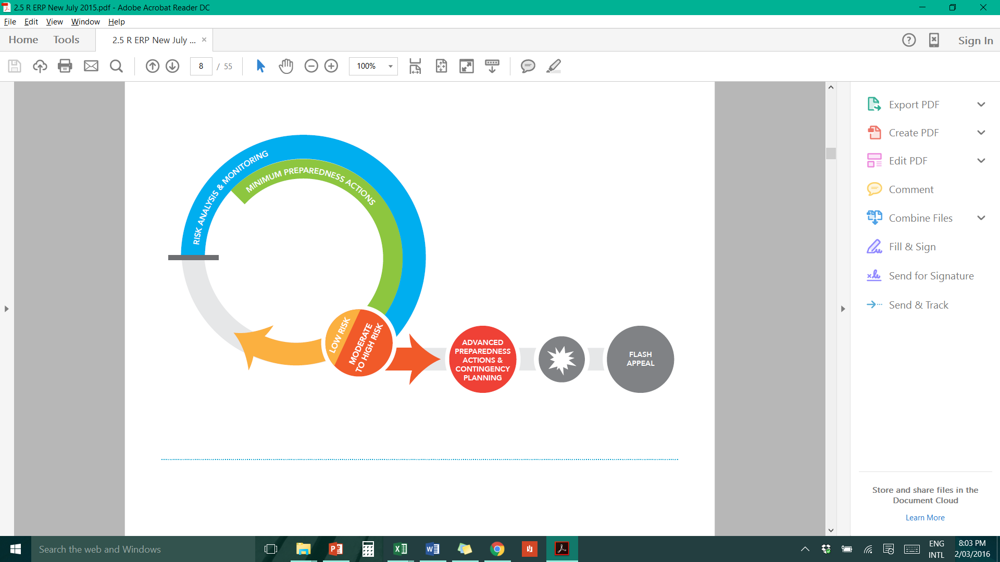 2.5 R ERP New July 2015.pdf - Adobe Acrobat Reader DC
File Edit View Window Help
Home Tools 2.5 R ERP New July ... Sign In
8 / 55 100%
RISK ANALYSIS & MONITORING
MINIMUM PREPAREDNESS ACTIONS
LOW RISK
MODERATE
TO HIGH RISK
ADVANCED
PREPAREDNESS
ACTIONS &
CONTINGENCY
PLANNING
FLASH
APPEAL
Export PDF
Create PDF
Edit PDF
Comment
Combine Files
Fill & Sign
Send for Signature
Send & Track
Store and share files in the
Document Cloud
Learn More
Search the web and Windows
ENG
INTL
8:03 PM
2/03/2016